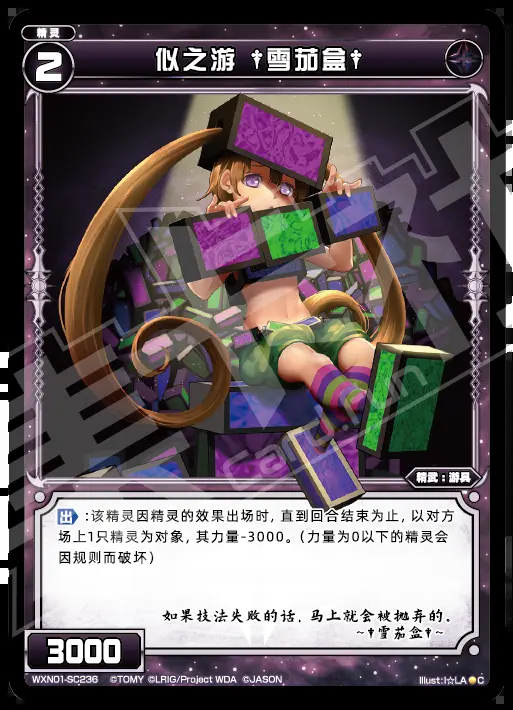 精灵
2
似之游 †雪茄盒†
精武：游具
出 :该精灵因精灵的效果出场时, 直到回合结束为止, 以对方
场上1只精灵为对象, 其力量-3000。(力量为0以下的精灵会
因规则而破坏)
如果技法失败的话, 马上就会被抛弃的。
~†雪茄盒†~
3000
WXN01-SC236 ©TOMY ©LRIG/Project WDA ©JASON
Illust:I☆LA C